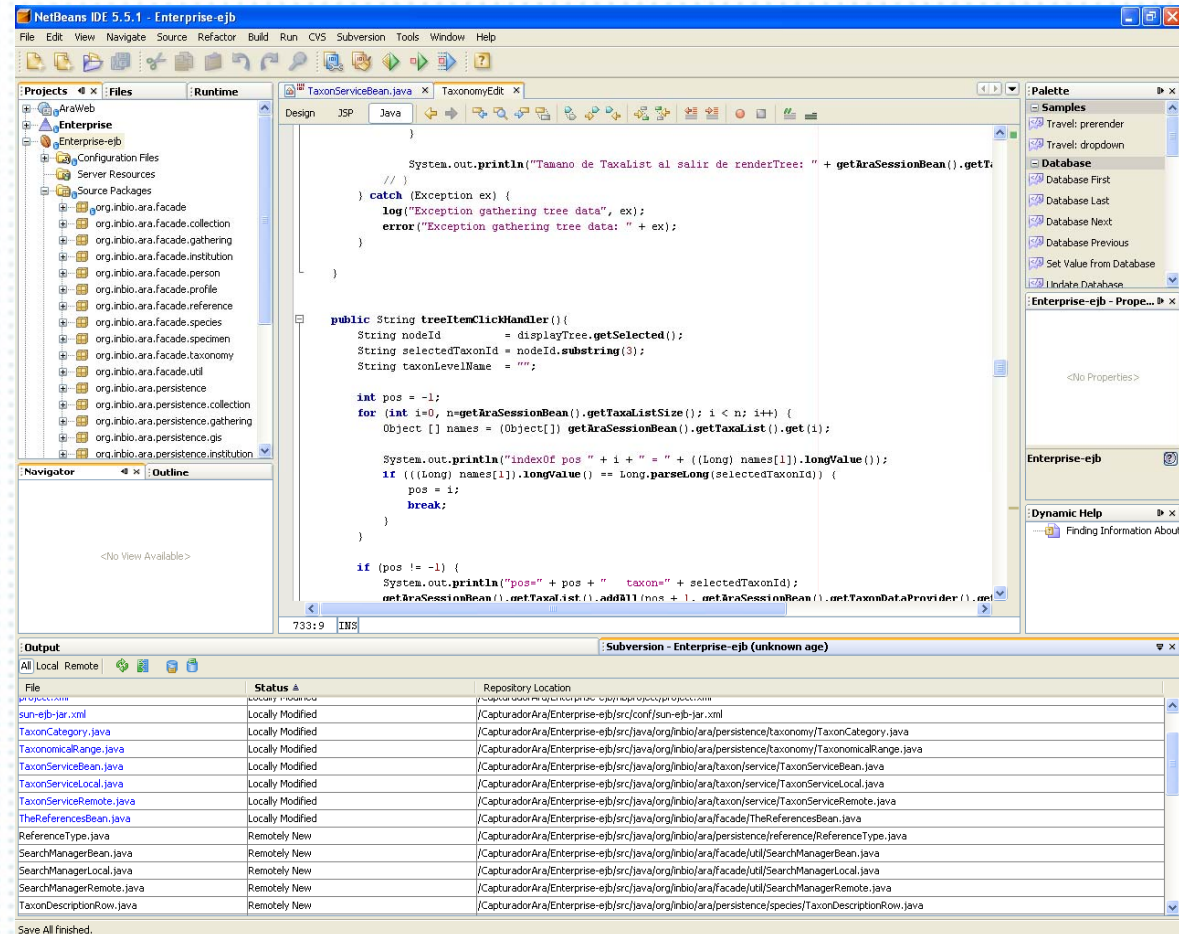 NetBeans IDE 5.5.1 - Enterprise-ejb
File Edit View Navigate Source Refactor Build Run CVS Subversion Tools Window Help
Projects Files Runtime
AraWeb
Enterprise
Enterprise-ejb
Configuration Files
Server Resources
Source Packages
org.inbio.ara.facade
org.inbio.ara.facade.collection
org.inbio.ara.facade.gathering
org.inbio.ara.facade.institution
org.inbio.ara.facade.person
org.inbio.ara.facade.profile
org.inbio.ara.facade.reference
org.inbio.ara.facade.species
org.inbio.ara.facade.specimen
org.inbio.ara.facade.taxonomy
org.inbio.ara.facade.util
org.inbio.ara.persistence
org.inbio.ara.persistence.collection
org.inbio.ara.persistence.gathering
org.inbio.ara.persistence.gis
org.inbio.ara.persistence.institution
Navigator Outline
<No View Available>
TaxonServiceBean.java TaxonomyEdit
Design JSP Java
}
System.out.println("Tamano de TaxaList al salir de renderTree: " + getAraSessionBean().getTa
// )
} catch (Exception ex) {
log("Exception gathering tree data", ex);
error("Exception gathering tree data: " + ex);
}
}
public String treeItemClickHandler(){
String nodeId = displayTree.getSelected();
String selectedTaxonId = nodeId.substring(3);
String taxonLevelName = "";
int pos = -1;
for (int i=0, n=getAraSessionBean().getTaxaListSize(); i < n; i++) {
Object [] names = (Object[]) getAraSessionBean().getTaxaList().get(i);
System.out.println("indexOf pos " + i + " = " + ((Long) names[1]).longValue());
if (((Long) names[1]).longValue() == Long.parseLong(selectedTaxonId)) {
pos = i;
break;
}
}
if (pos != -1) {
System.out.println("pos=" + pos + " taxon=" + selectedTaxonId);
getAraSessionBean().getTaxaList().addAll(pos + 1, getAraSessionBean().getTaxonDataProvider().get
733:9 INS
Palette
Samples
Travel: prerender
Travel: dropdown
Database
Database First
Database Last
Database Next
Database Previous
Set Value from Database
Update Database
Enterprise-ejb - Prope...
<No Properties>
Enterprise-ejb
Dynamic Help
Finding Information About
Output
Subversion - Enterprise-ejb (unknown age)
All Local Remote
File Status Repository Location
project.xml Locally Modified /CapturadorAra/Enterprise-ejb/nbproject/project.xml
sun-ejb-jar.xml Locally Modified /CapturadorAra/Enterprise-ejb/src/conf/sun-ejb-jar.xml
TaxonCategory.java Locally Modified /CapturadorAra/Enterprise-ejb/src/java/org/inbio/ara/persistence/taxonomy/TaxonCategory.java
TaxonomicalRange.java Locally Modified /CapturadorAra/Enterprise-ejb/src/java/org/inbio/ara/persistence/taxonomy/TaxonomicalRange.java
TaxonServiceBean.java Locally Modified /CapturadorAra/Enterprise-ejb/src/java/org/inbio/ara/taxon/service/TaxonServiceBean.java
TaxonServiceLocal.java Locally Modified /CapturadorAra/Enterprise-ejb/src/java/org/inbio/ara/taxon/service/TaxonServiceLocal.java
TaxonServiceRemote.java Locally Modified /CapturadorAra/Enterprise-ejb/src/java/org/inbio/ara/taxon/service/TaxonServiceRemote.java
TheReferencesBean.java Locally Modified /CapturadorAra/Enterprise-ejb/src/java/org/inbio/ara/facade/TheReferencesBean.java
ReferenceType.java Remotely New /CapturadorAra/Enterprise-ejb/src/java/org/inbio/ara/persistence/reference/ReferenceType.java
SearchManagerBean.java Remotely New /CapturadorAra/Enterprise-ejb/src/java/org/inbio/ara/facade/util/SearchManagerBean.java
SearchManagerLocal.java Remotely New /CapturadorAra/Enterprise-ejb/src/java/org/inbio/ara/facade/util/SearchManagerLocal.java
SearchManagerRemote.java Remotely New /CapturadorAra/Enterprise-ejb/src/java/org/inbio/ara/facade/util/SearchManagerRemote.java
TaxonDescriptionRow.java Remotely New /CapturadorAra/Enterprise-ejb/src/java/org/inbio/ara/persistence/species/TaxonDescriptionRow.java
Save All finished.